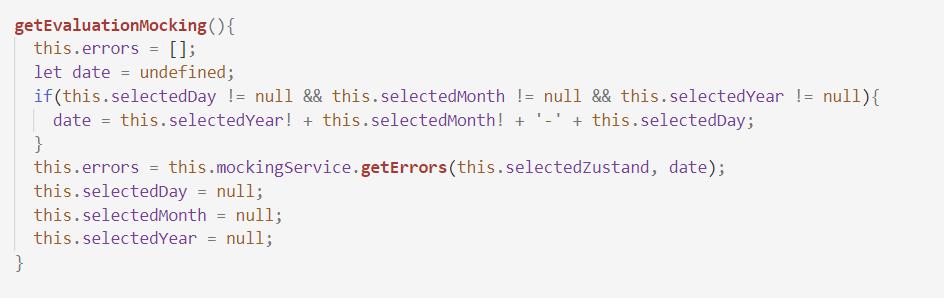 getEvaluationMocking(){
  this.errors = [];
  let date = undefined;
  if(this.selectedDay != null && this.selectedMonth != null && this.selectedYear != null){
    date = this.selectedYear! + this.selectedMonth! + '-' + this.selectedDay;
  }
  this.errors = this.mockingService.getErrors(this.selectedZustand, date);
  this.selectedDay = null;
  this.selectedMonth = null;
  this.selectedYear = null;
}